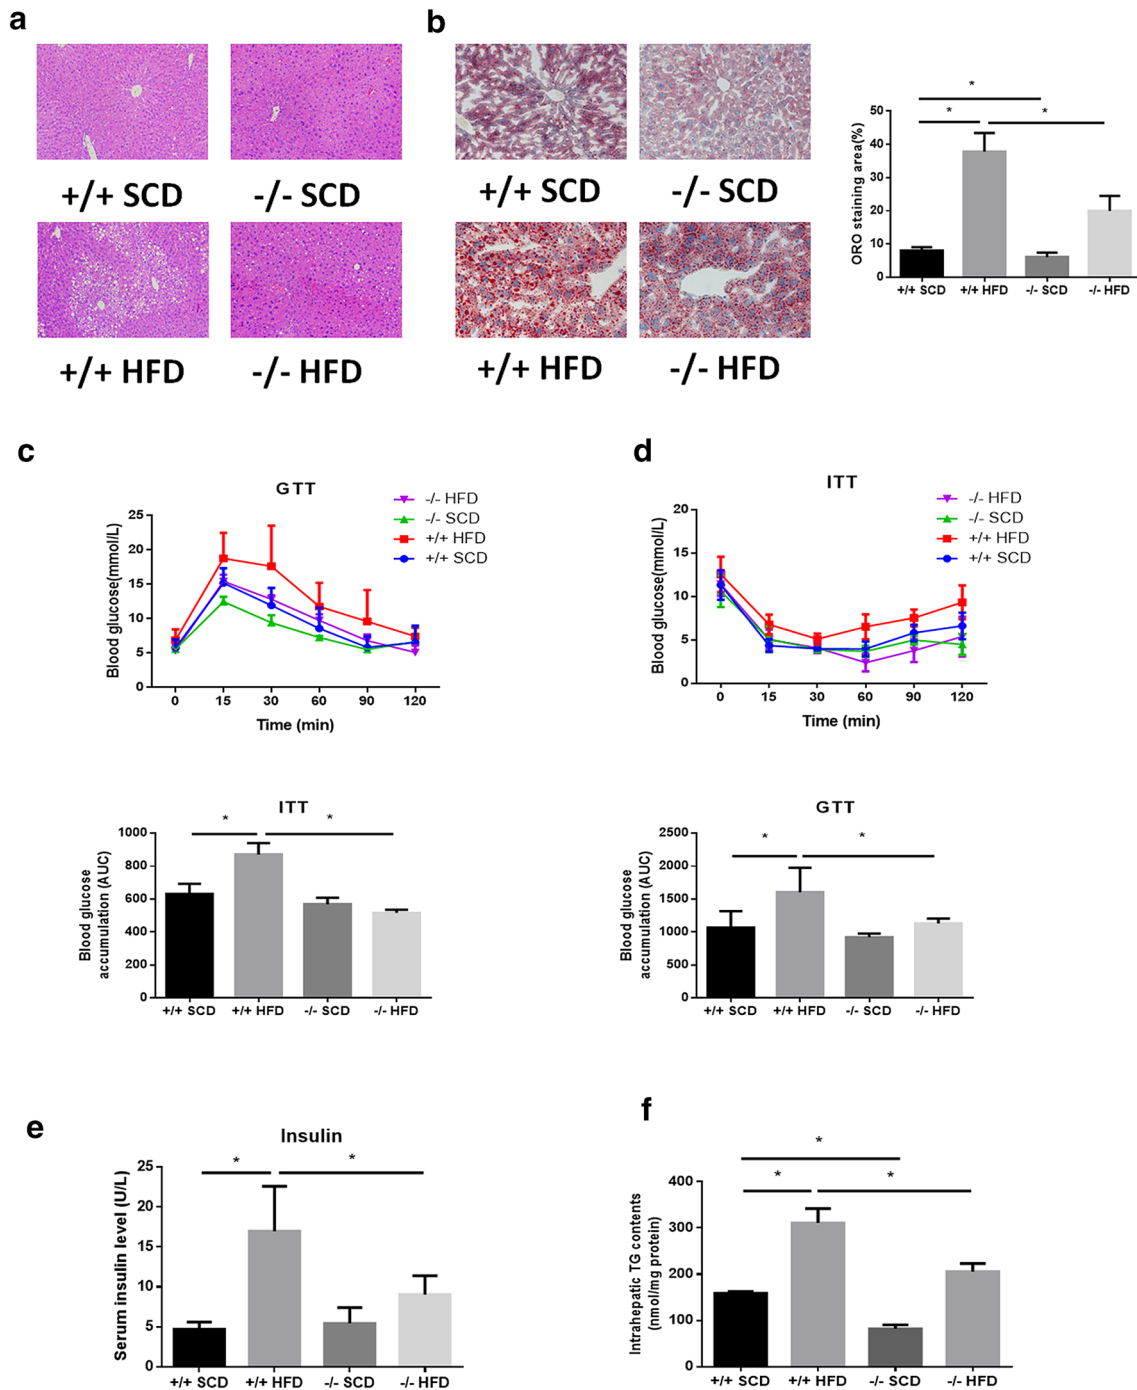 a
b
+/+ SCD
-/- SCD
+/+ HFD
-/- HFD
+/+ SCD
-/- SCD
+/+ HFD
-/- HFD
ORO staining area(%)
50
40
30
20
10
0
*
*
*
+/+ SCD
+/+ HFD
-/- SCD
-/- HFD
c
GTT
-/- HFD
-/- SCD
+/+ HFD
+/+ SCD
Blood glucose(mmol/L)
25
20
15
10
5
0
0
15
30
60
90
120
Time (min)
d
ITT
-/- HFD
-/- SCD
+/+ HFD
+/+ SCD
Blood glucose(mmol/L)
20
15
10
5
0
0
15
30
60
90
120
Time (min)
ITT
Blood glucose
accumulation (AUC)
1000
800
600
400
200
0
*
*
+/+ SCD
+/+ HFD
-/- SCD
-/- HFD
GTT
Blood glucose
accumulation (AUC)
2500
2000
1500
1000
500
0
*
*
+/+ SCD
+/+ HFD
-/- SCD
-/- HFD
e
Insulin
Serum insulin level (U/L)
25
20
15
10
5
0
*
*
+/+ SCD
+/+ HFD
-/- SCD
-/- HFD
f
Intrahepatic TG contents
(nmol/mg protein)
400
300
200
100
0
*
*
*
+/+ SCD
+/+ HFD
-/- SCD
-/- HFD